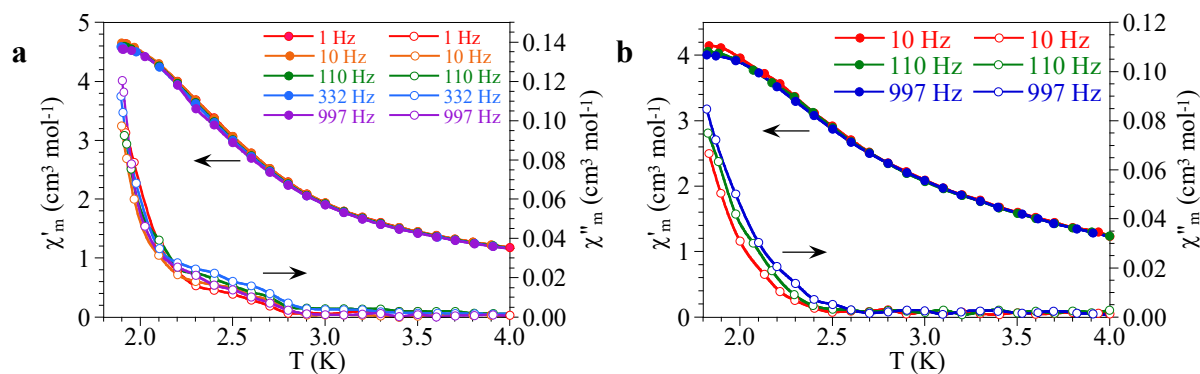 a
5
4
3
2
1
0
χ'm (cm³ mol-¹)
1 Hz 1 Hz
10 Hz 10 Hz
110 Hz 110 Hz
332 Hz 332 Hz
997 Hz 997 Hz
0.14
0.12
0.10
0.08
0.06
0.04
0.02
0.00
χ"m (cm³ mol-¹)
2.0 2.5 3.0 3.5 4.0
T (K)
b
4
3
2
1
0
χ'm (cm³ mol-¹)
10 Hz 10 Hz
110 Hz 110 Hz
997 Hz 997 Hz
0.12
0.10
0.08
0.06
0.04
0.02
0.00
χ"m (cm³ mol-¹)
2.0 2.5 3.0 3.5 4.0
T (K)